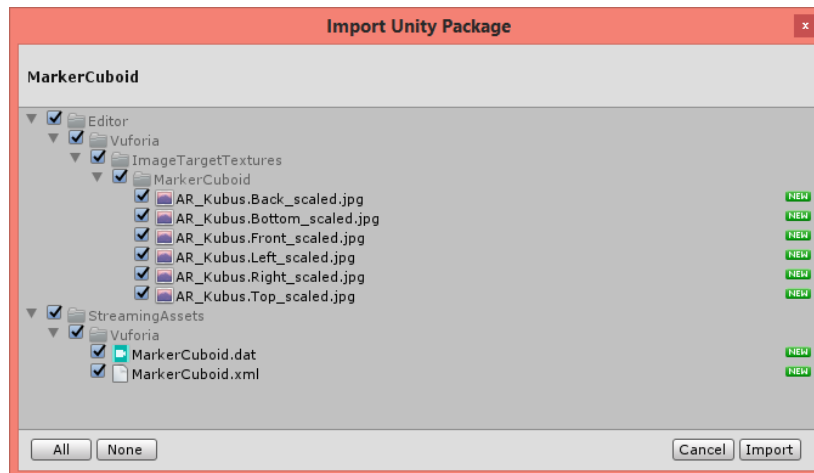 Import Unity Package
x
MarkerCuboid
Editor
Vuforia
ImageTargetTextures
MarkerCuboid
AR_Kubus.Back_scaled.jpg NEW
AR_Kubus.Bottom_scaled.jpg NEW
AR_Kubus.Front_scaled.jpg NEW
AR_Kubus.Left_scaled.jpg NEW
AR_Kubus.Right_scaled.jpg NEW
AR_Kubus.Top_scaled.jpg NEW
StreamingAssets
Vuforia
MarkerCuboid.dat NEW
MarkerCuboid.xml NEW
All None Cancel Import